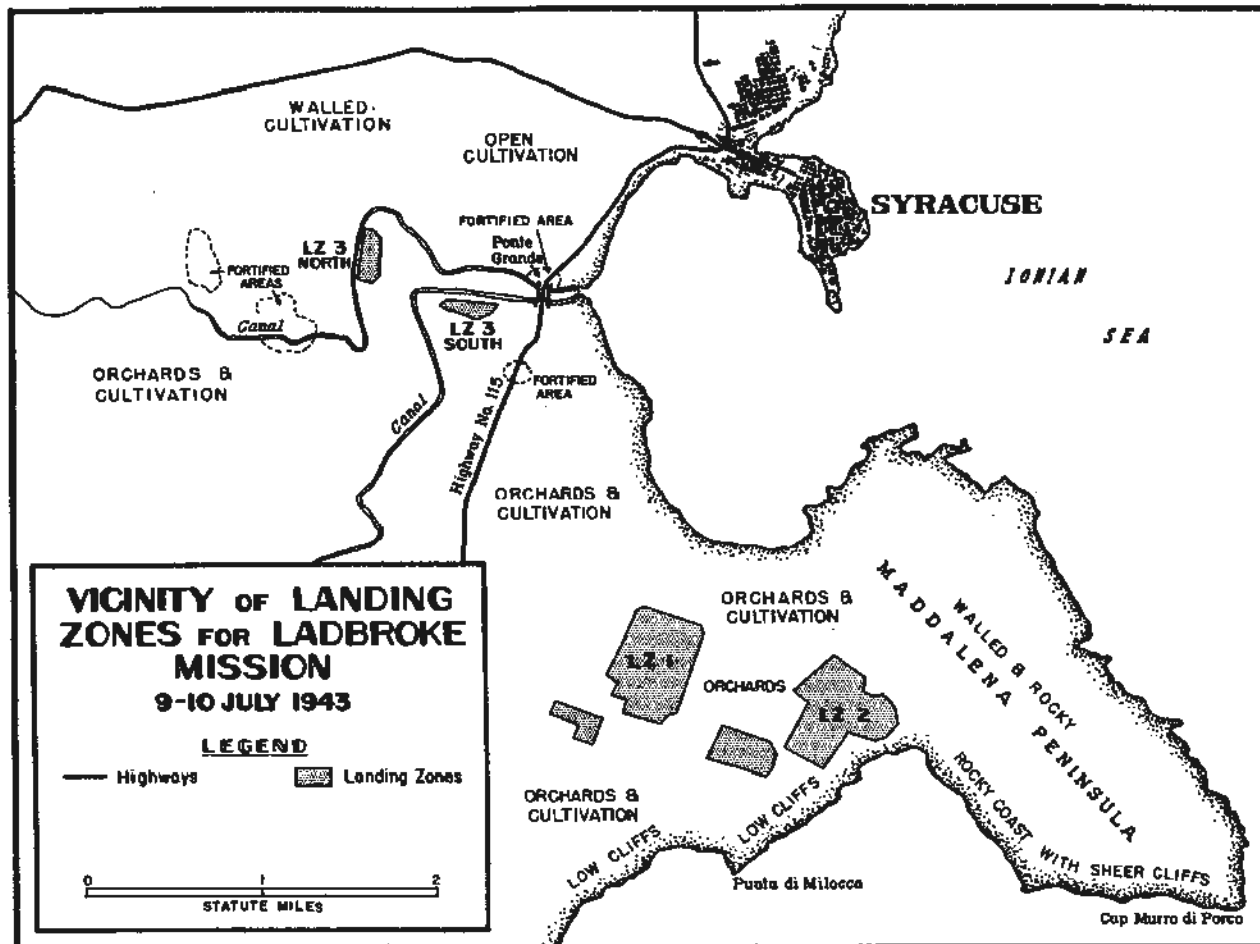 WALLED
CULTIVATION
OPEN
CULTIVATION
SYRACUSE
FORTIFIED AREA
Ponte
Grande
LZ 3
NORTH
FORTIFIED
AREAS
IONIAN
SEA
Canal
LZ 3
SOUTH
ORCHARDS &
CULTIVATION
FORTIFIED
AREA
Canal
Highway No. 115
ORCHARDS &
CULTIVATION
VICINITY OF LANDING
ZONES FOR LADBROKE
MISSION
9-10 JULY 1943
LEGEND
Highways
Landing Zones
0 1 2
STATUTE MILES
ORCHARDS &
CULTIVATION
WALLED & ROCKY
MADDALENA PENINSULA
LZ 1
ORCHARDS
LZ 2
ORCHARDS &
CULTIVATION
LOW CLIFFS
LOW CLIFFS
ROCKY COAST WITH SHEER CLIFFS
Punta di Milocca
Cap Murro di Porco